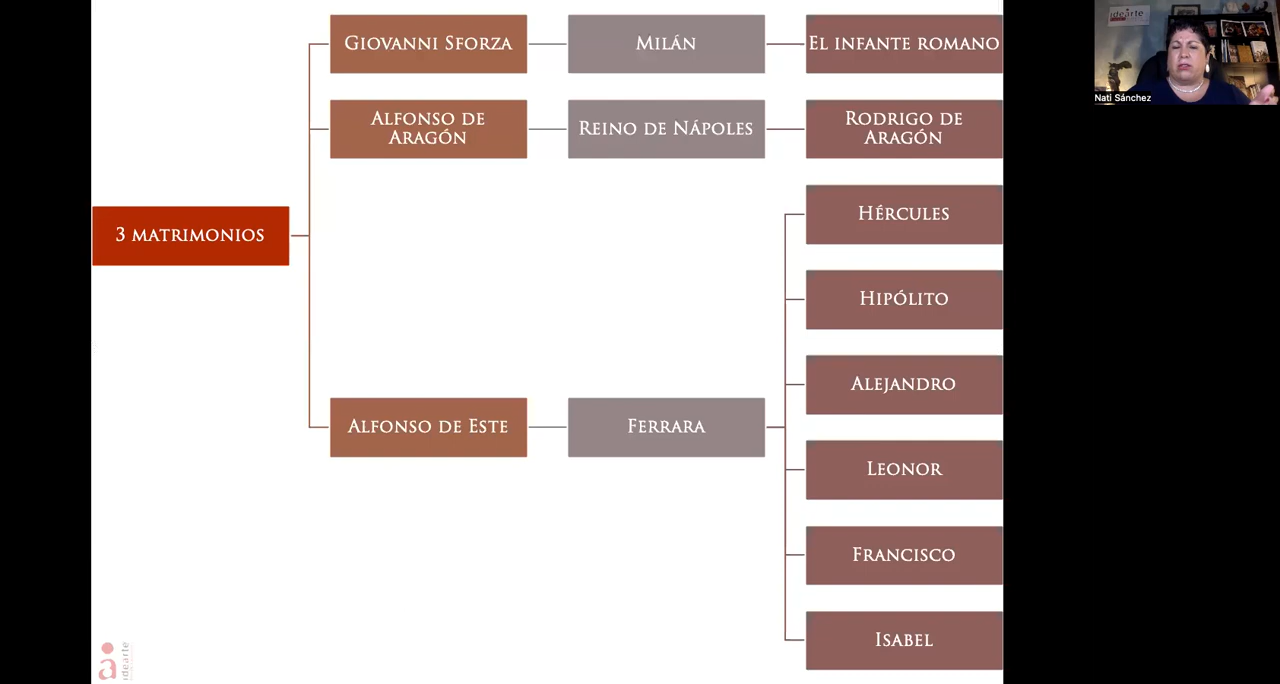 GIOVANNI SFORZA
MILÁN
EL INFANTE ROMANO
ALFONSO DE
ARAGÓN
REINO DE NÁPOLES
RODRIGO DE
ARAGÓN
3 MATRIMONIOS
HÉRCULES
HIPÓLITO
ALEJANDRO
ALFONSO DE ESTE
FERRARA
LEONOR
FRANCISCO
ISABEL
idearte
idearte
Nati Sánchez